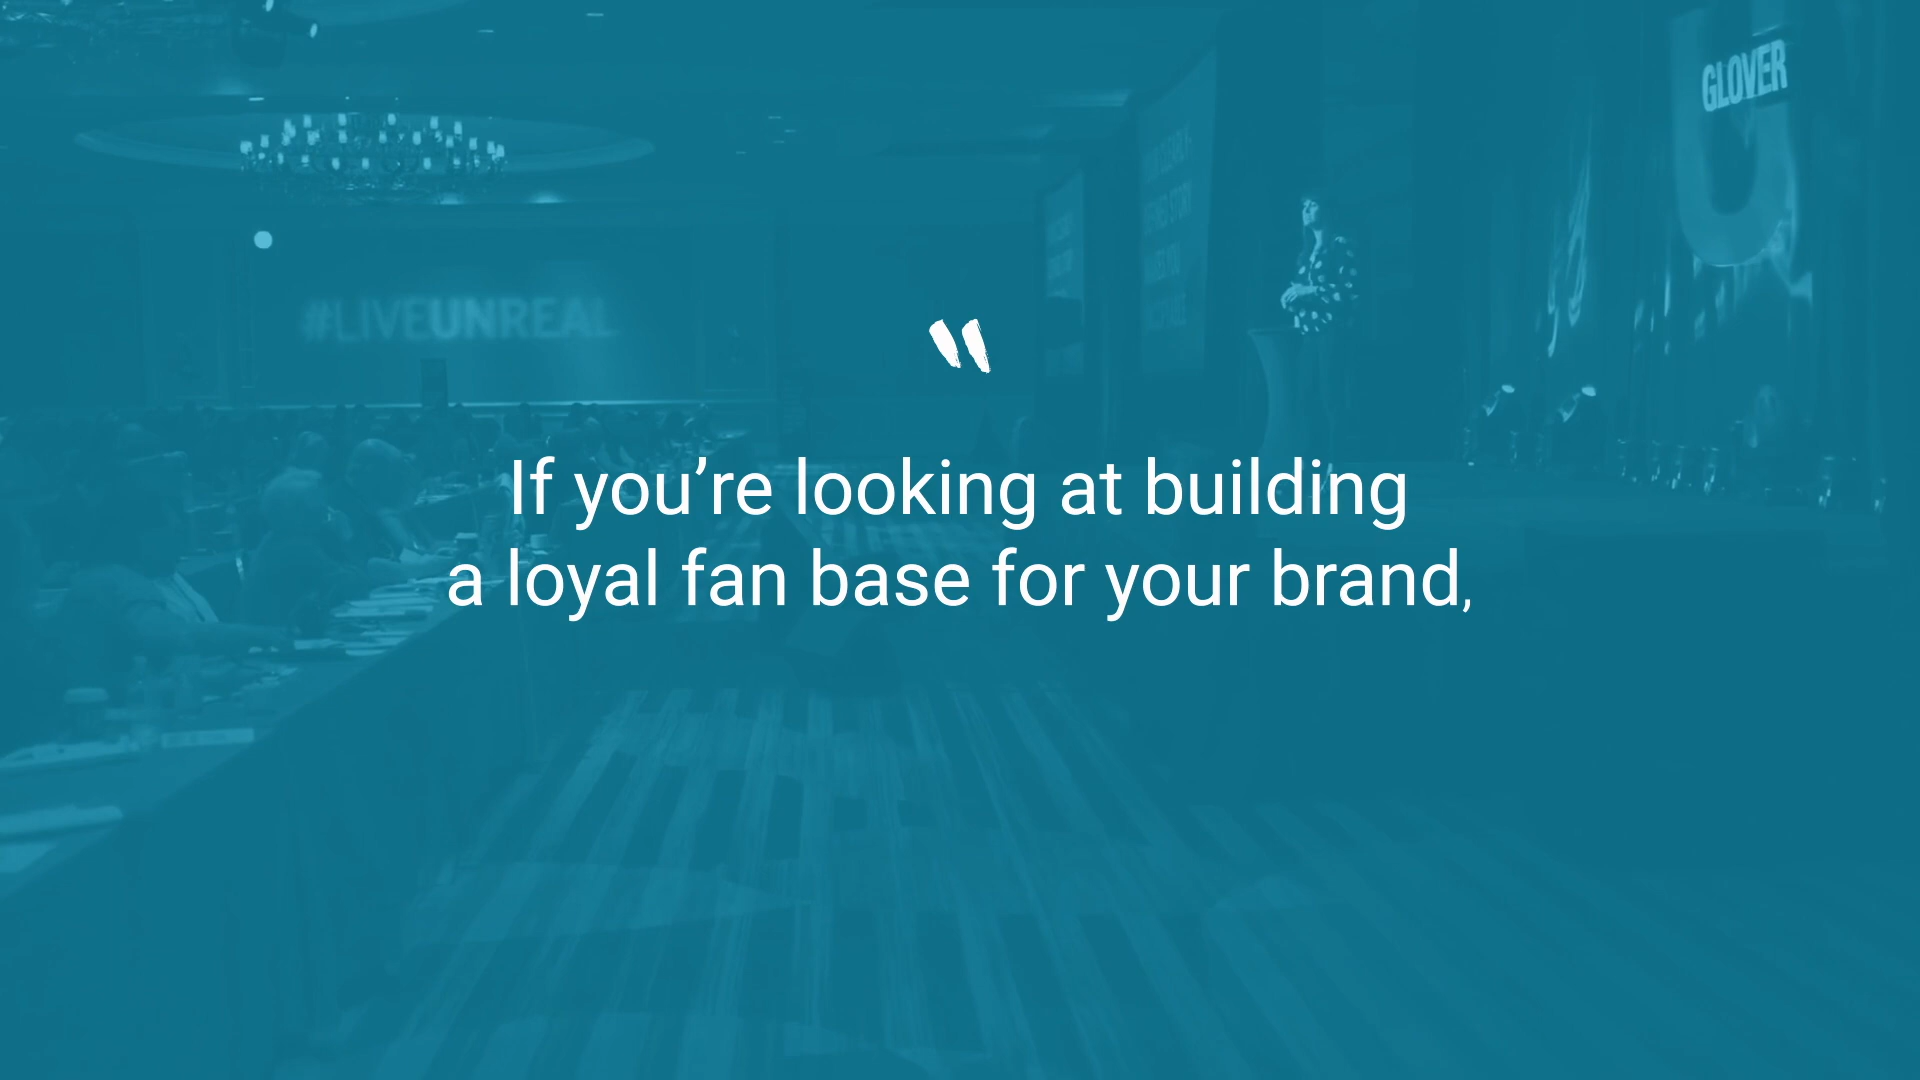 GLOVER
U
#LIVEUNREAL
"
If you’re looking at building
a loyal fan base for your brand,